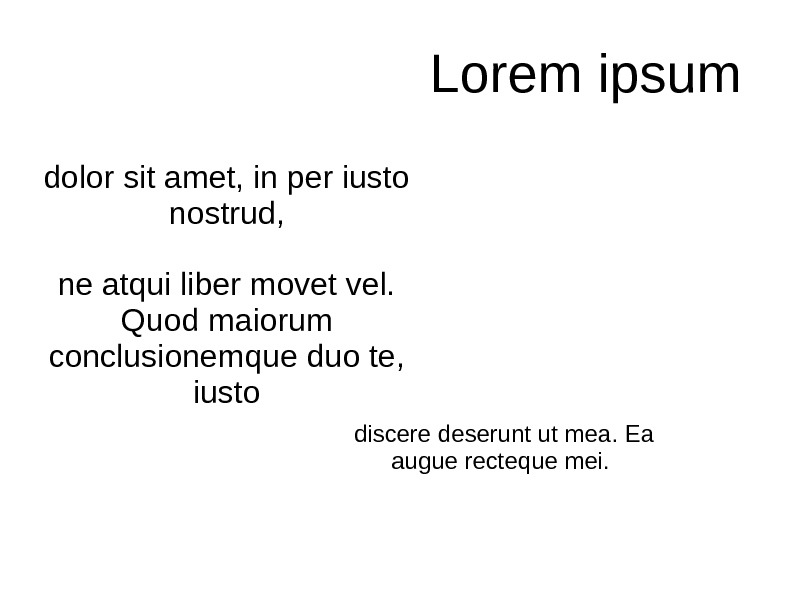 Lorem ipsum
dolor sit amet, in per iusto
nostrud,
ne atqui liber movet vel.
Quod maiorum
conclusionemque duo te,
iusto
discere deserunt ut mea. Ea
augue recteque mei.